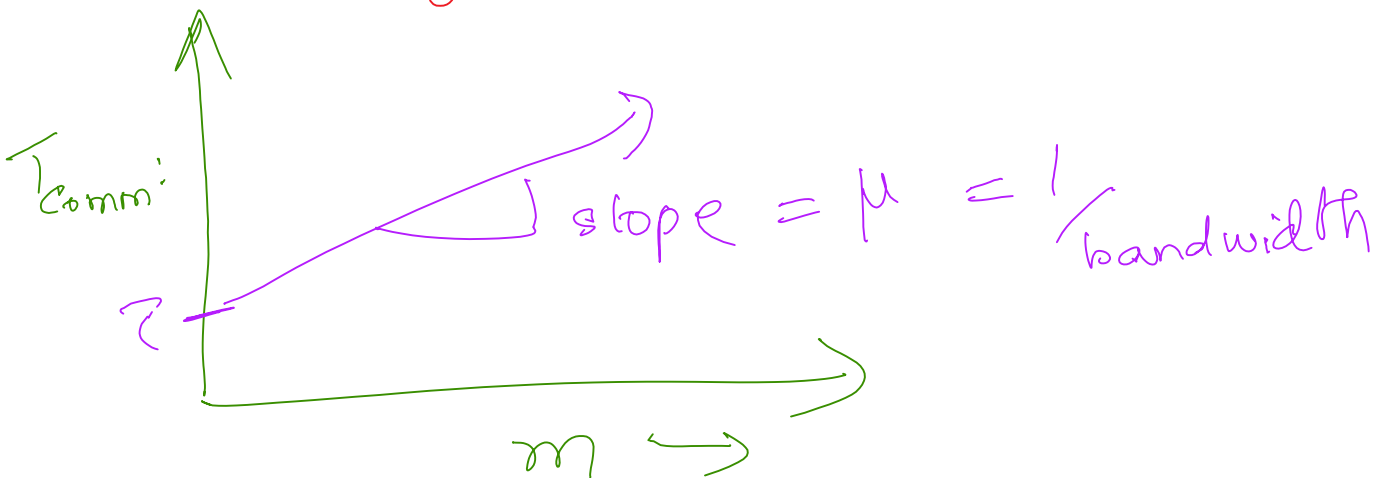 Tcomm.
slope = μ = 1/bandwidth
τ
m →